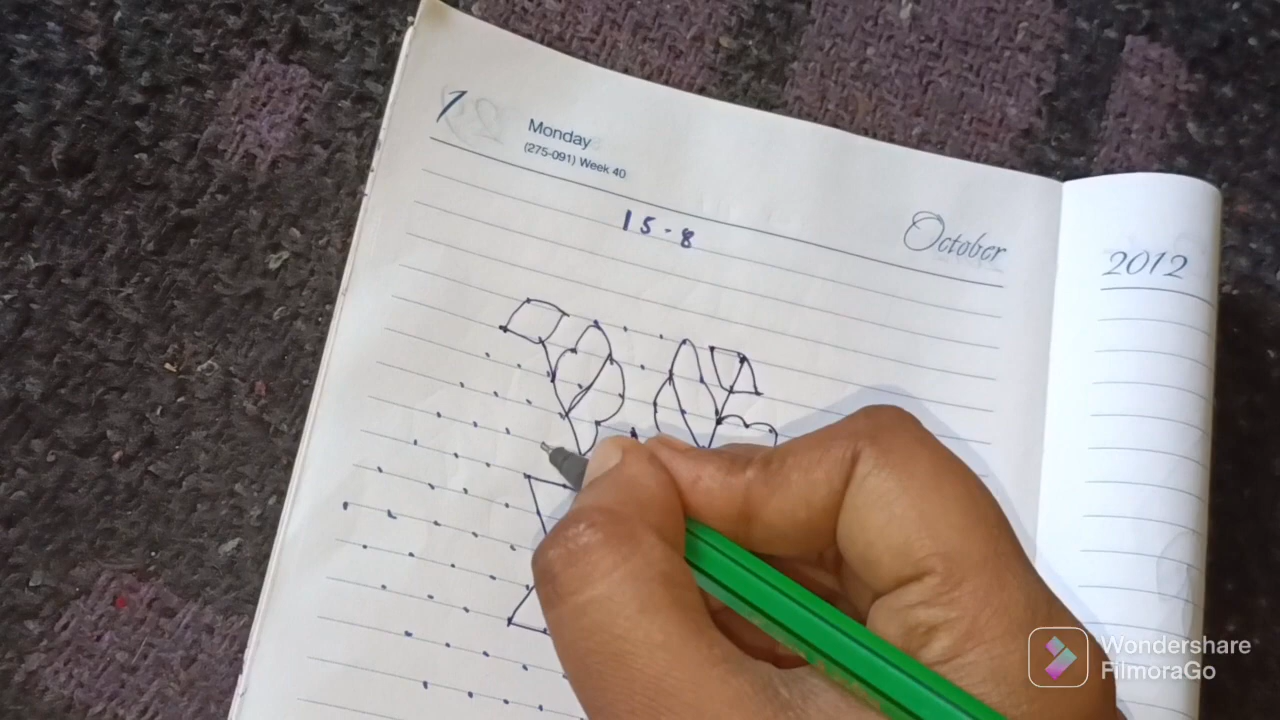 1
Monday
(275-091) Week 40
October
2012
15-8
Wondershare
FilmoraGo